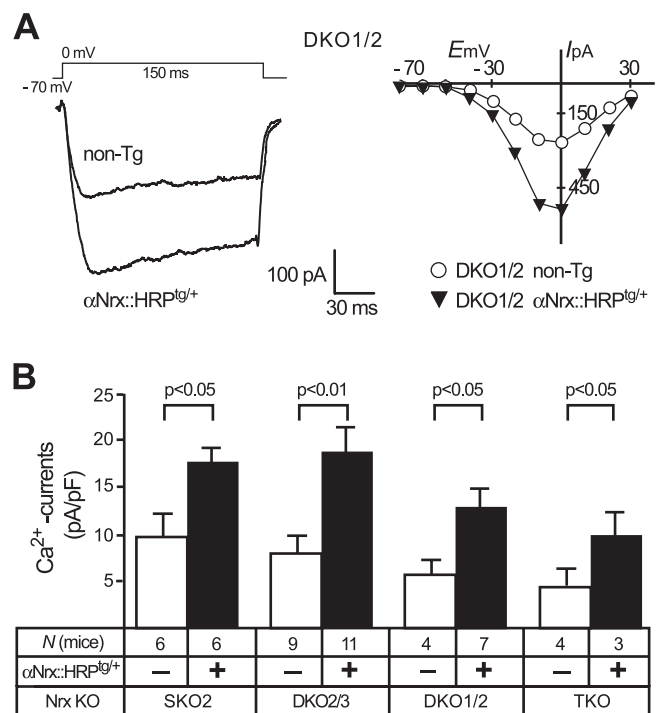 A
DKO1/2
0 mV
150 ms
-70 mV
non-Tg
αNrx::HRPtg/+
100 pA
30 ms
EmV
IpA
-70
-30
30
150
450
○ DKO1/2 non-Tg
▼ DKO1/2 αNrx::HRPtg/+
B
p<0.05 p<0.01 p<0.05 p<0.05
Ca2+ -currents
(pA/pF)
25
20
15
10
5
N (mice) 6 6 9 11 4 7 4 3
αNrx::HRPtg/+ − + − + − + − +
Nrx KO SKO2 DKO2/3 DKO1/2 TKO